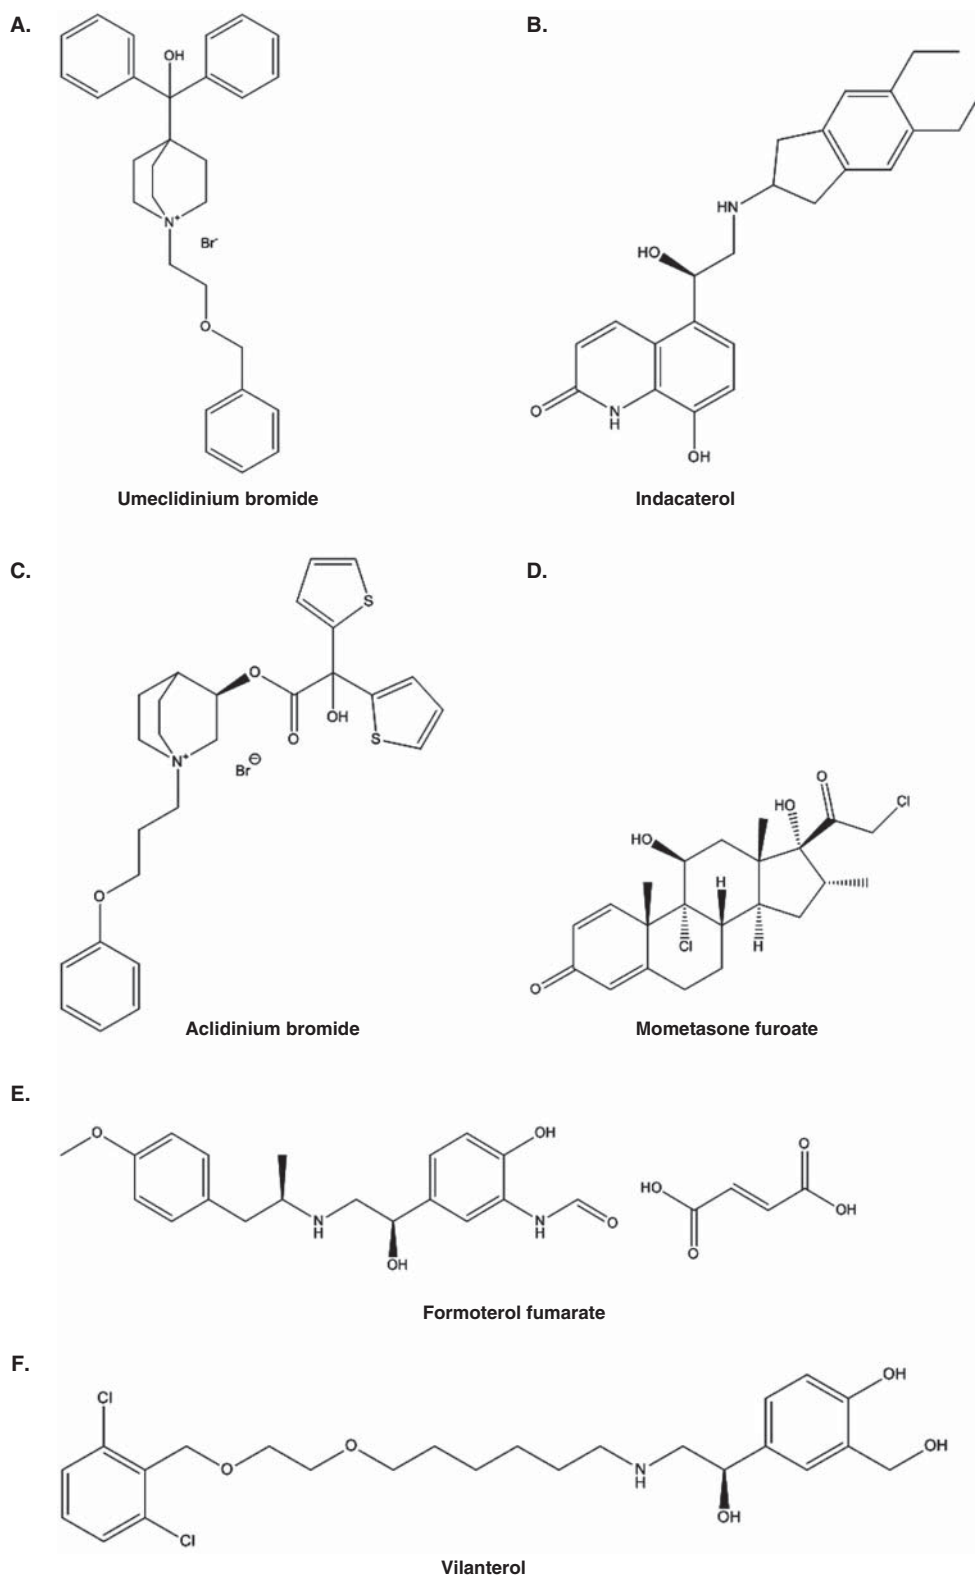 A.
OH
N+
Br-
O
Umeclidinium bromide
B.
HN
HO
O
N
H
OH
Indacaterol
C.
S
O
O
OH
S
N+
Br⊖
O
Aclidinium bromide
D.
O
Cl
HO
HO
H
Cl
H
O
Mometasone furoate
E.
O
OH
N
H
OH
N
H
O
O
HO
OH
O
Formoterol fumarate
F.
Cl
OH
O
O
OH
N
H
OH
Cl
Vilanterol